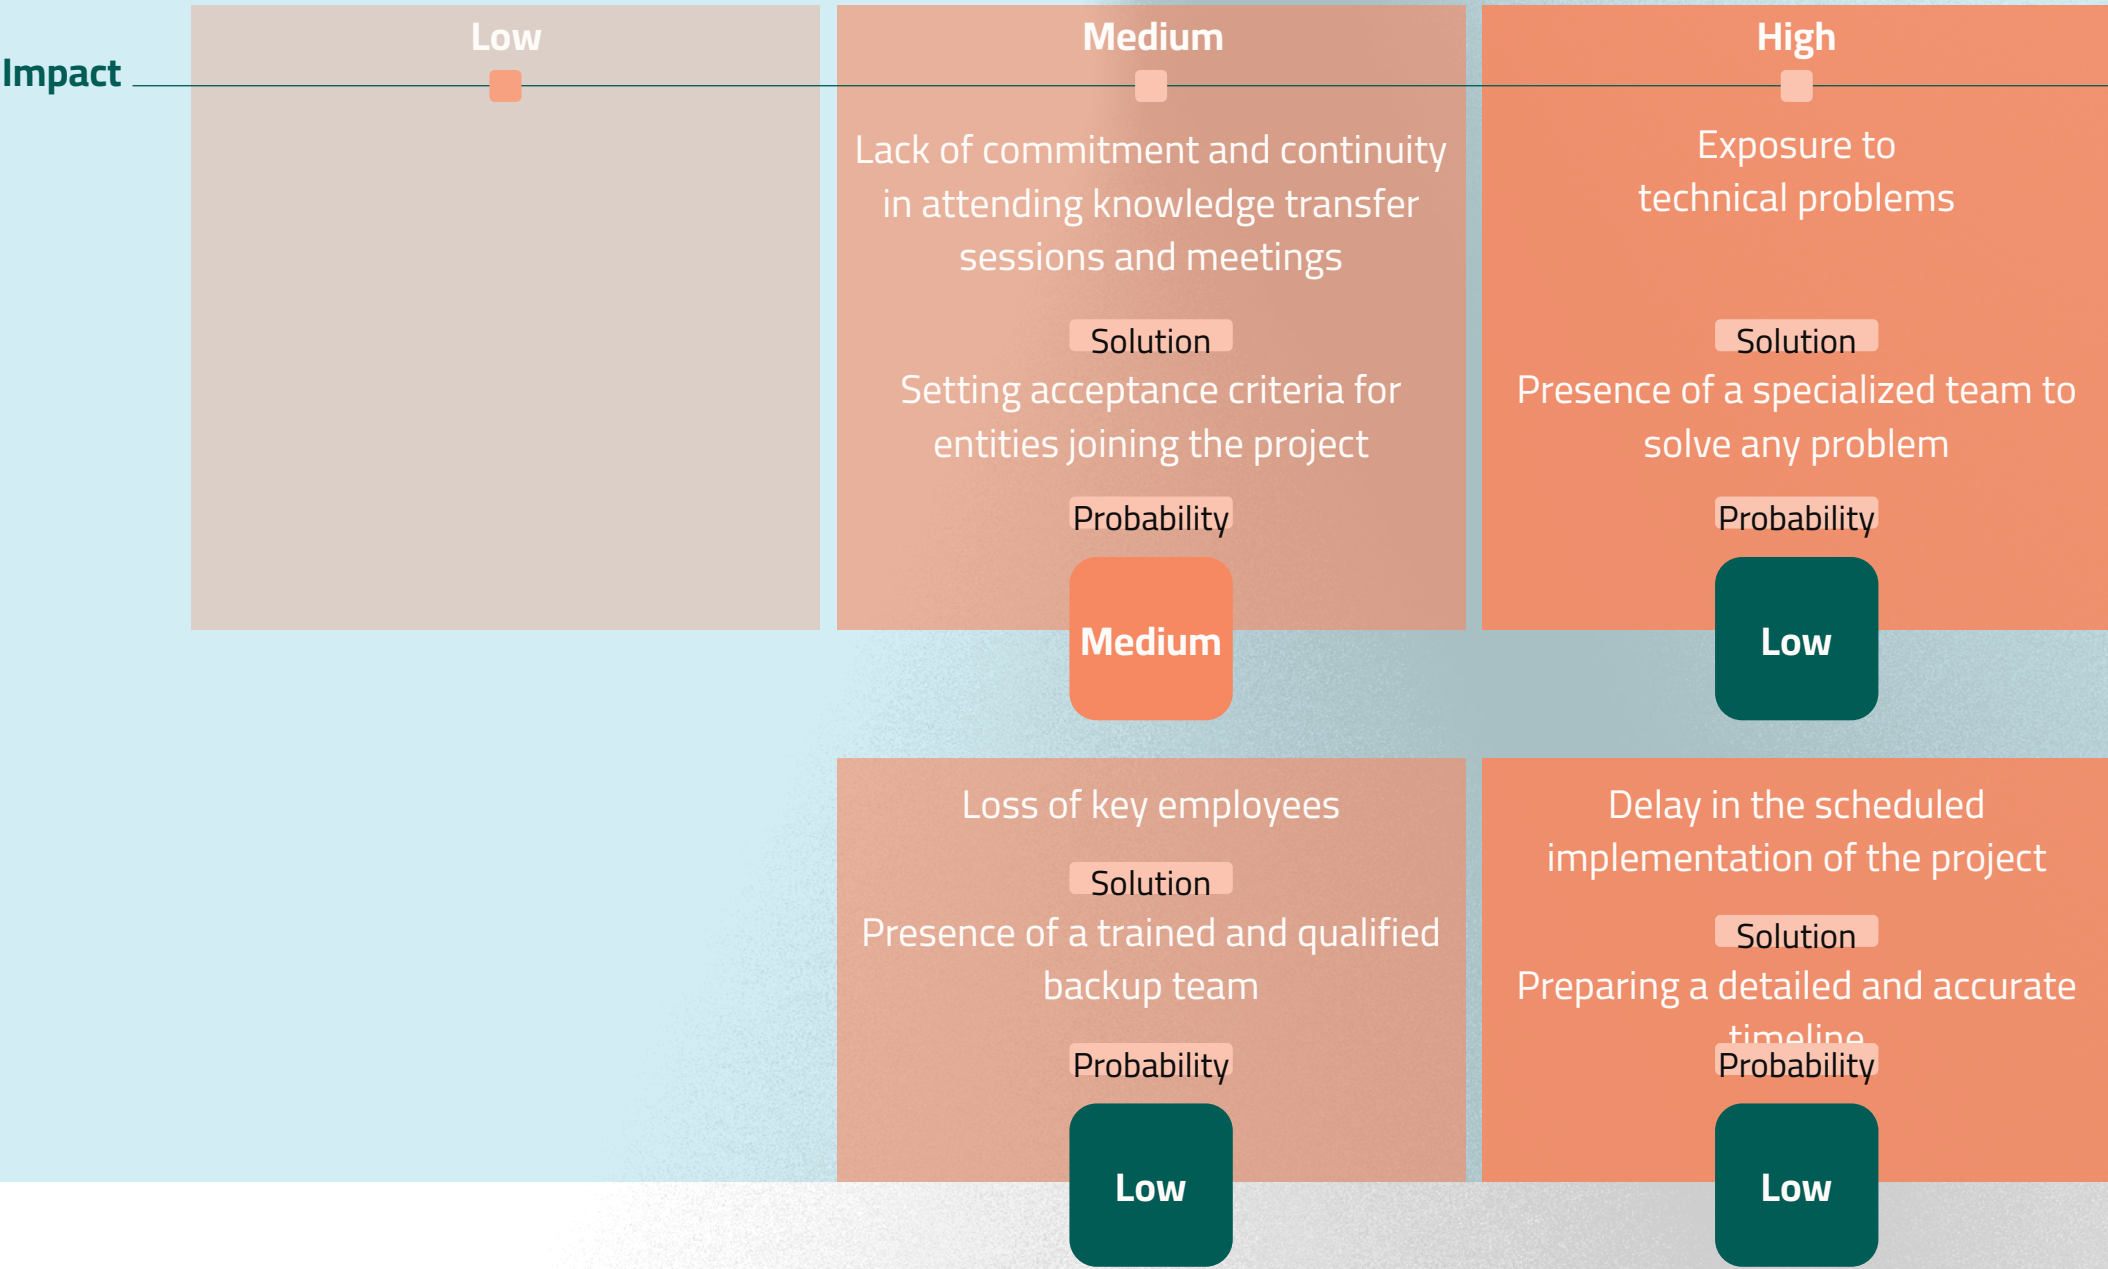 Impact
Low
Medium
High
Lack of commitment and continuity
in attending knowledge transfer
sessions and meetings
Solution
Setting acceptance criteria for
entities joining the project
Probability
Medium
Exposure to
technical problems
Solution
Presence of a specialized team to
solve any problem
Probability
Low
Loss of key employees
Solution
Presence of a trained and qualified
backup team
Probability
Low
Delay in the scheduled
implementation of the project
Solution
Preparing a detailed and accurate
timeline
Probability
Low